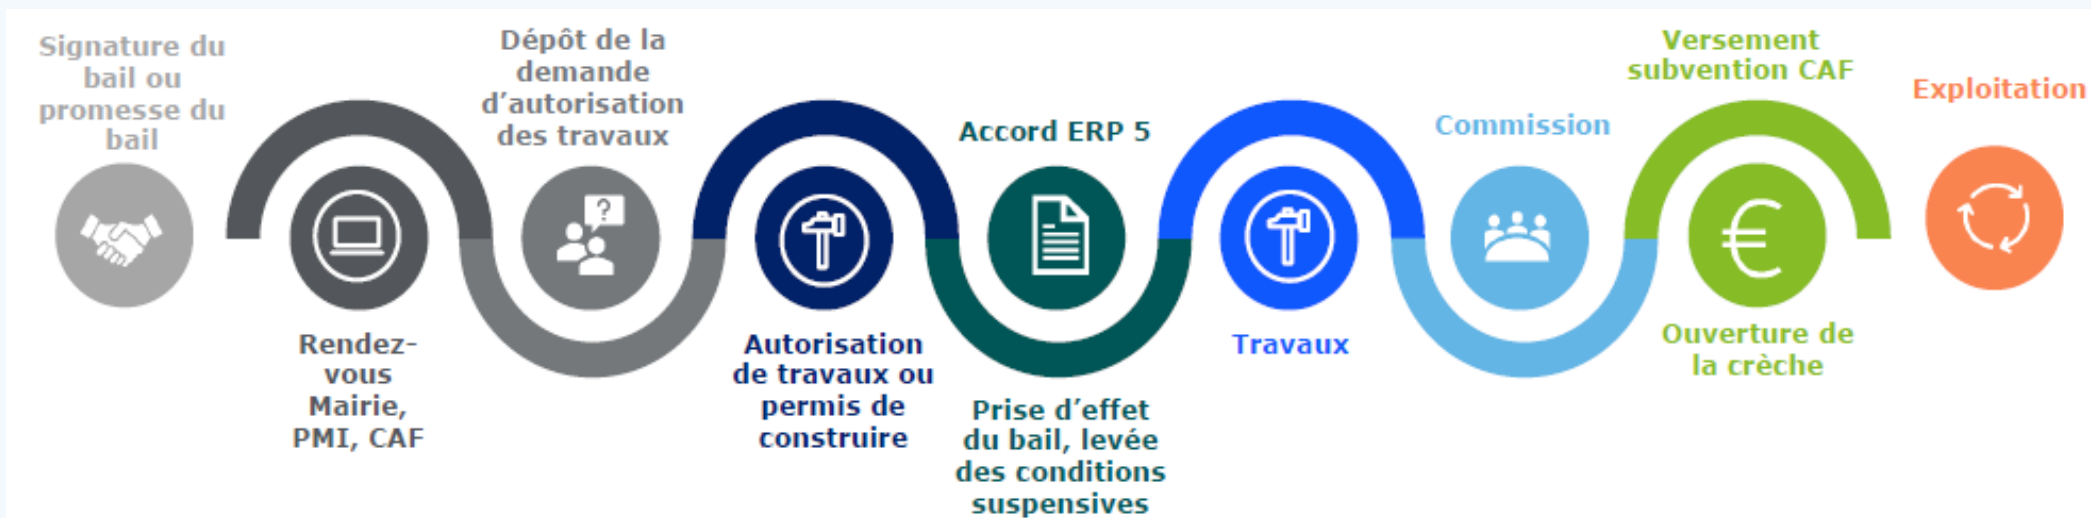 Signature du
bail ou
promesse du
bail
Rendez-
vous
Mairie,
PMI, CAF
Dépôt de la
demande
d’autorisation
des travaux
?
Autorisation
de travaux ou
permis de
construire
Accord ERP 5
Prise d’effet
du bail, levée
des conditions
suspensives
Travaux
Commission
Versement
subvention CAF
€
Ouverture de
la crèche
Exploitation